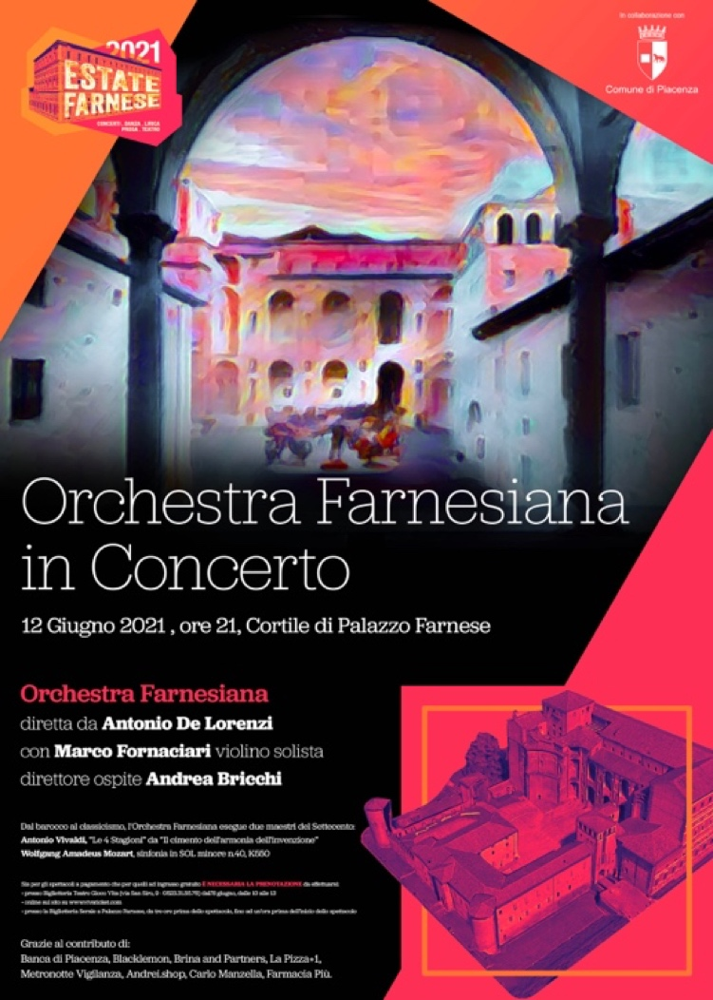 2021
ESTATE
FARNESE
CONCERTI . DANZA . LIRICA
PROSA . TEATRO
In collaborazione con
Comune di Piacenza
Orchestra Farnesiana
in Concerto
12 Giugno 2021 , ore 21, Cortile di Palazzo Farnese
Orchestra Farnesiana
diretta da Antonio De Lorenzi
con Marco Fornaciari violino solista
direttore ospite Andrea Bricchi
Dal barocco al classicismo, l'Orchestra Farnesiana esegue due maestri del Settecento:
Antonio Vivaldi, "Le 4 Stagioni" da "Il cimento dell'armonia dell'invenzione"
Wolfgang Amadeus Mozart, sinfonia in SOL minore n.40, K550
Sia per gli spettacoli a pagamento che per quelli ad ingresso gratuito È NECESSARIA LA PRENOTAZIONE da effettuarsi:
- presso Biglietteria Teatro Gioco Vita (via San Siro, 9 - giugno, dalle 10 alle 13
- online sul sito su www.vivaticket.com
- presso la Biglietteria Serale a Palazzo Farnese, da tre ore prima dello spettacolo, fino ad un'ora prima dell'inizio dello spettacolo
Grazie al contributo di:
Banca di Piacenza, Blacklemon, Brina and Partners, La Pizza+1,
Metronotte Vigilanza, Andrei.shop, Carlo Manzella, Farmacia Più.